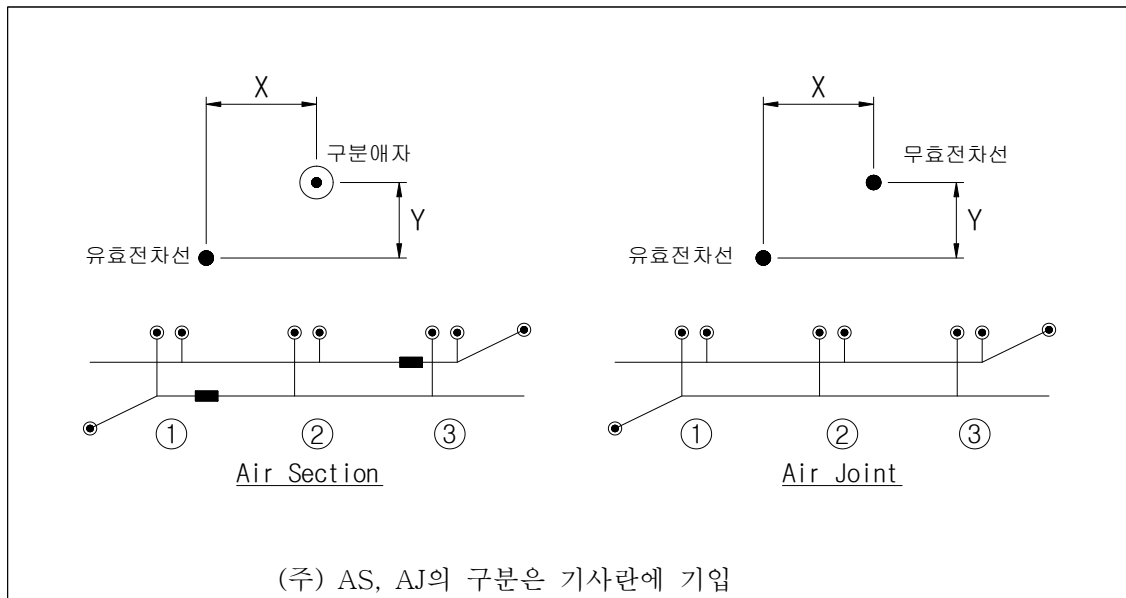 X
구분애자
Y
유효전차선
① ② ③
Air Section
X
무효전차선
Y
유효전차선
① ② ③
Air Joint
(주) AS, AJ의 구분은 기사란에 기입